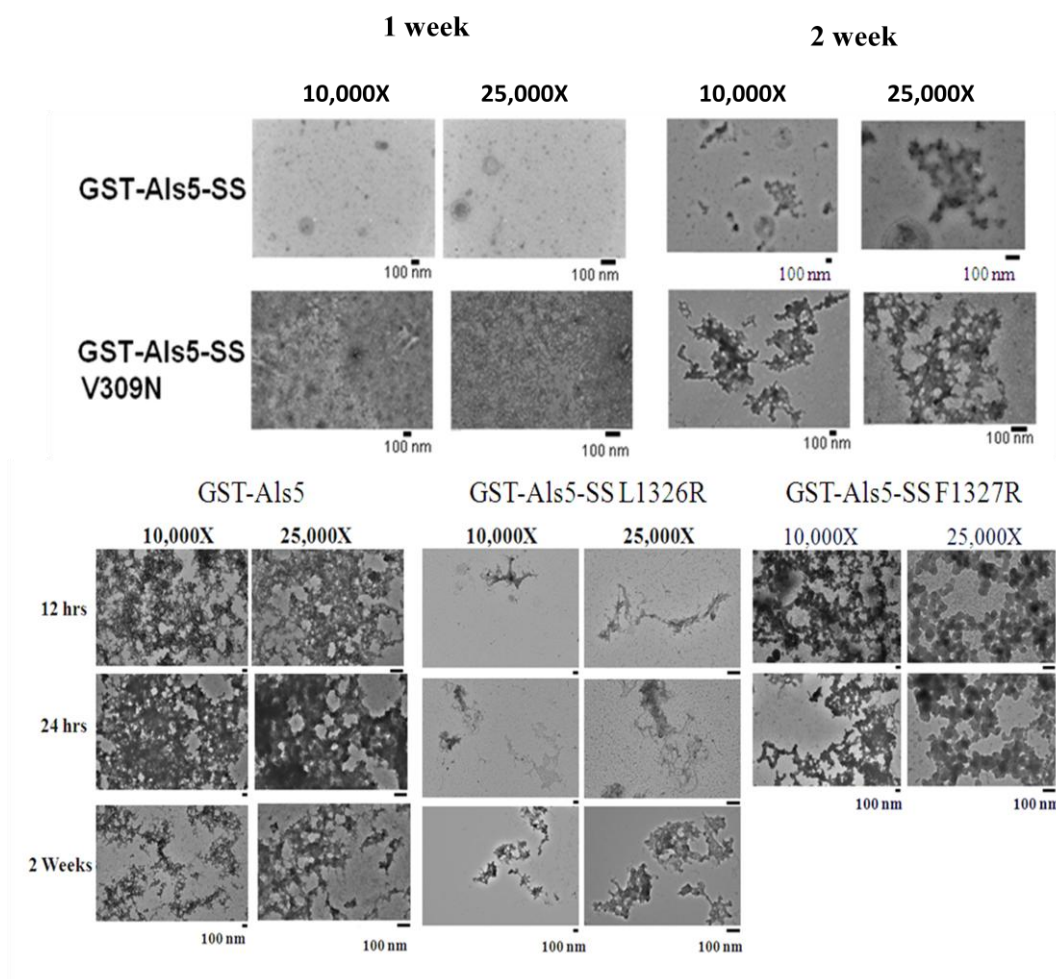 1 week
2 week
10,000X 25,000X 10,000X 25,000X
GST-Als5-SS
100 nm 100 nm 100 nm 100 nm
GST-Als5-SS
V309N
100 nm 100 nm 100 nm 100 nm
GST-Als5 GST-Als5-SS L1326R GST-Als5-SS F1327R
10,000X 25,000X 10,000X 25,000X 10,000X 25,000X
12 hrs
24 hrs
100 nm 100 nm
2 Weeks
100 nm 100 nm 100 nm 100 nm